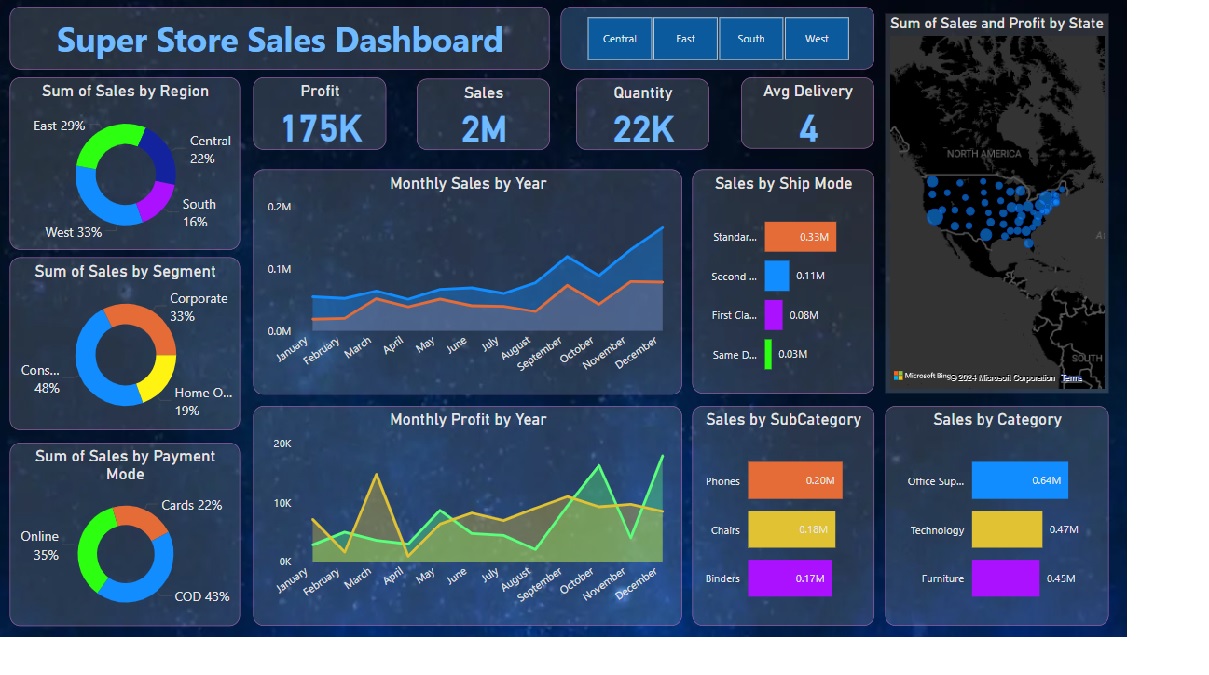 Super Store Sales Dashboard
Central
East
South
West
Sum of Sales and Profit by State
NORTH AMERICA
SOUTH
Microsoft Bing
© 2024 Microsoft Corporation Terms
Sum of Sales by Region
East 29%
Central
22%
South
16%
West 33%
Profit
175K
Sales
2M
Quantity
22K
Avg Delivery
4
Monthly Sales by Year
0.2M
0.1M
0.0M
January
February
March
April
May
June
July
August
September
October
November
December
Sales by Ship Mode
Standar...
0.33M
Second ...
0.11M
First Cla...
0.08M
Same D...
0.03M
Sum of Sales by Segment
Corporate
33%
Cons...
48%
Home O...
19%
Sum of Sales by Payment
Mode
Cards 22%
Online
35%
COD 43%
Monthly Profit by Year
20K
10K
0K
January
February
March
April
May
June
July
August
September
October
November
December
Sales by SubCategory
Phones
0.20M
Chairs
0.18M
Binders
0.17M
Sales by Category
Office Sup...
0.64M
Technology
0.47M
Furniture
0.45M